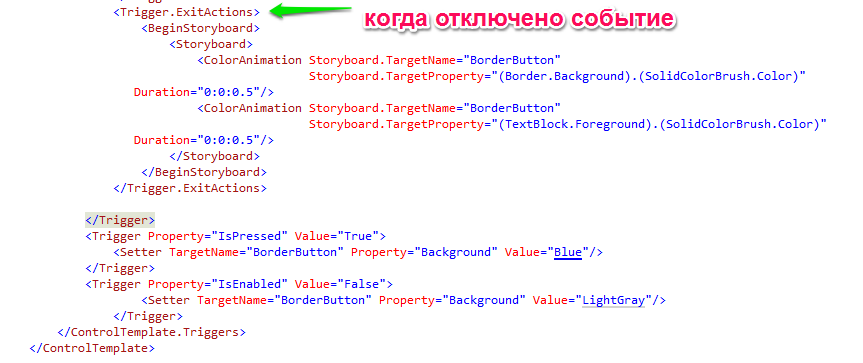 <Trigger.ExitActions>
когда отключено событие
<BeginStoryboard>
<Storyboard>
<ColorAnimation Storyboard.TargetName="BorderButton"
Storyboard.TargetProperty="(Border.Background).(SolidColorBrush.Color)"
Duration="0:0:0.5"/>
<ColorAnimation Storyboard.TargetName="BorderButton"
Storyboard.TargetProperty="(TextBlock.Foreground).(SolidColorBrush.Color)"
Duration="0:0:0.5"/>
</Storyboard>
</BeginStoryboard>
</Trigger.ExitActions>
</Trigger>
<Trigger Property="IsPressed" Value="True">
<Setter TargetName="BorderButton" Property="Background" Value="Blue"/>
</Trigger>
<Trigger Property="IsEnabled" Value="False">
<Setter TargetName="BorderButton" Property="Background" Value="LightGray"/>
</Trigger>
</ControlTemplate.Triggers>
</ControlTemplate>